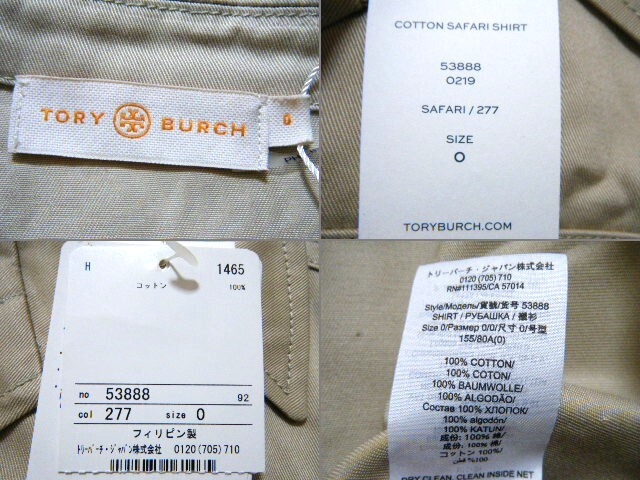 TORY BURCH 0
COTTON SAFARI SHIRT
53888
0219
SAFARI / 277
SIZE
0
TORYBURCH.COM
H 1465
コットン 100%
no 53888 92
col 277 size 0
フィリピン製
トリーバーチ・ジャパン株式会社 0120(705)710
トリーバーチ・ジャパン株式会社
0120 (705) 710
RN#111395/CA 57014
Style/Модель/貨號/货号 53888
SHIRT / РУБАШКА / 襯衫
Size 0/Размер 0/0/尺寸 0/号型
155/80A(0)
100% COTTON/
100% COTON/
100% BAUMWOLLE/
100% ALGODÃO/
Состав 100% ХЛОПОК/
100% algodón/
100% KATUN/
成份: 100% 棉/
成份: 100% 棉/
コットン 100%/
DRY CLEAN, CLEAN INSIDE NET